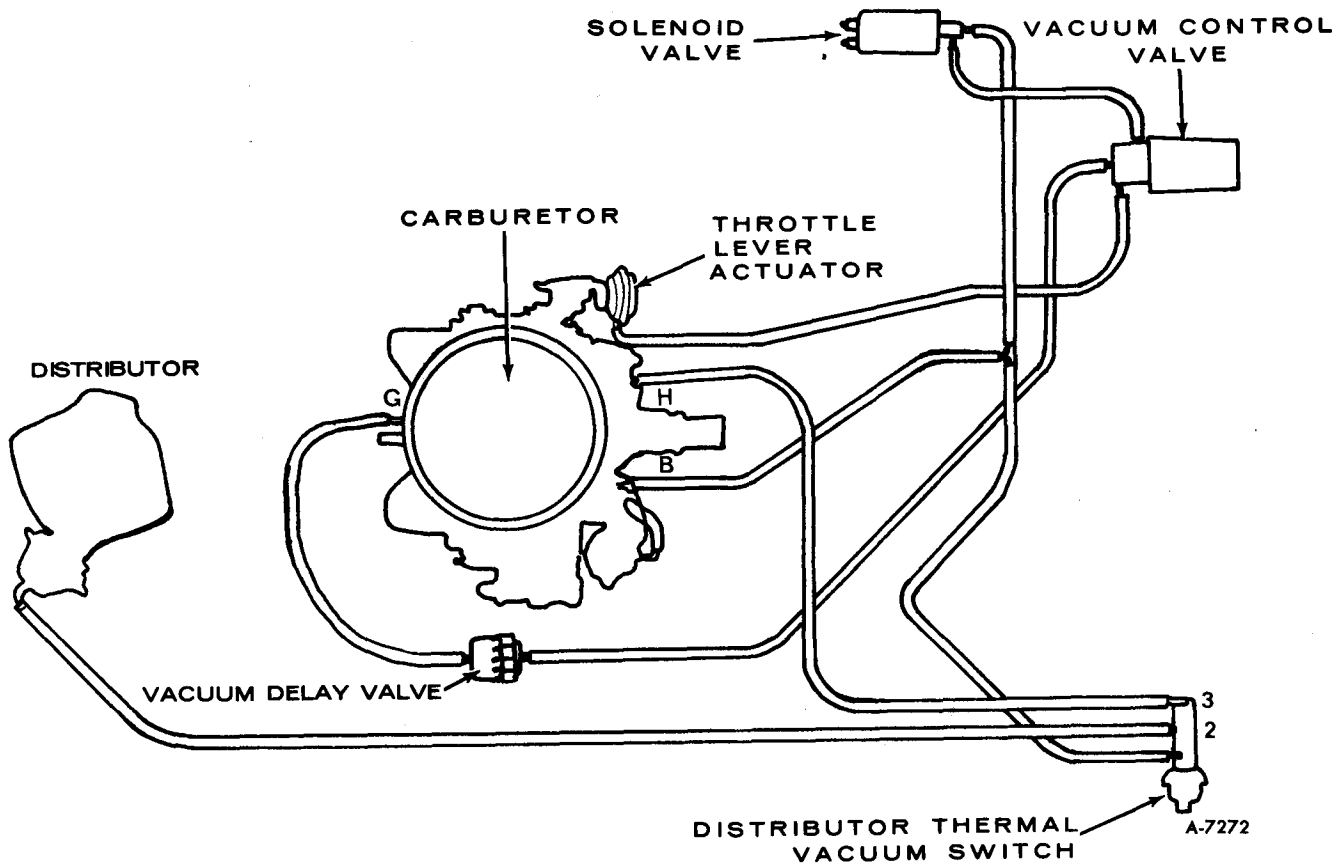 SOLENOID
VALVE
VACUUM CONTROL
VALVE
CARBURETOR
THROTTLE
LEVER
ACTUATOR
DISTRIBUTOR
G
H
B
VACUUM DELAY VALVE
3
2
DISTRIBUTOR THERMAL
VACUUM SWITCH
A-7272